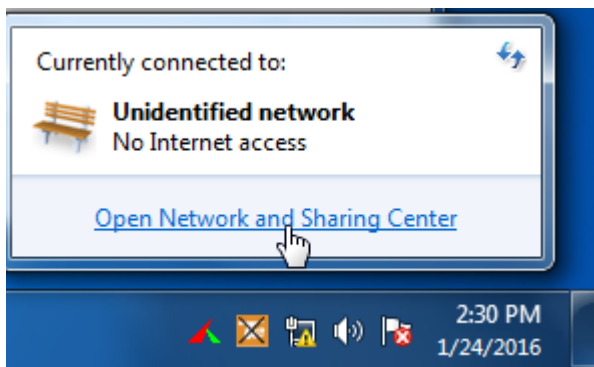 Currently connected to:
Unidentified network
No Internet access
Open Network and Sharing Center
2:30 PM
1/24/2016